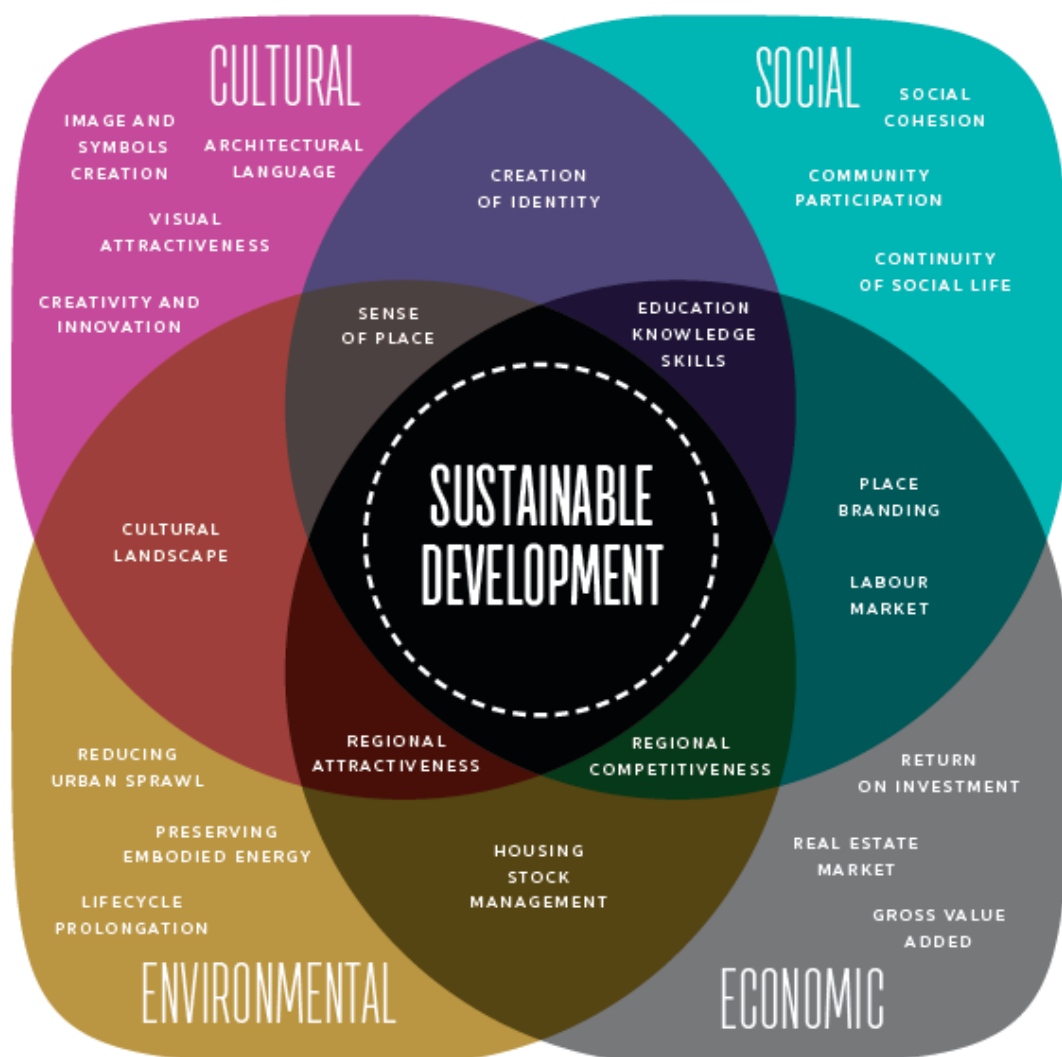 CULTURAL
IMAGE AND
SYMBOLS
CREATION
ARCHITECTURAL
LANGUAGE
VISUAL
ATTRACTIVENESS
CREATIVITY AND
INNOVATION
SOCIAL
SOCIAL
COHESION
COMMUNITY
PARTICIPATION
CONTINUITY
OF SOCIAL LIFE
CREATION
OF IDENTITY
SENSE
OF PLACE
EDUCATION
KNOWLEDGE
SKILLS
CULTURAL
LANDSCAPE
SUSTAINABLE
DEVELOPMENT
PLACE
BRANDING
LABOUR
MARKET
REGIONAL
ATTRACTIVENESS
REGIONAL
COMPETITIVENESS
REDUCING
URBAN SPRAWL
PRESERVING
EMBODIED ENERGY
LIFECYCLE
PROLONGATION
ENVIRONMENTAL
HOUSING
STOCK
MANAGEMENT
RETURN
ON INVESTMENT
REAL ESTATE
MARKET
GROSS VALUE
ADDED
ECONOMIC